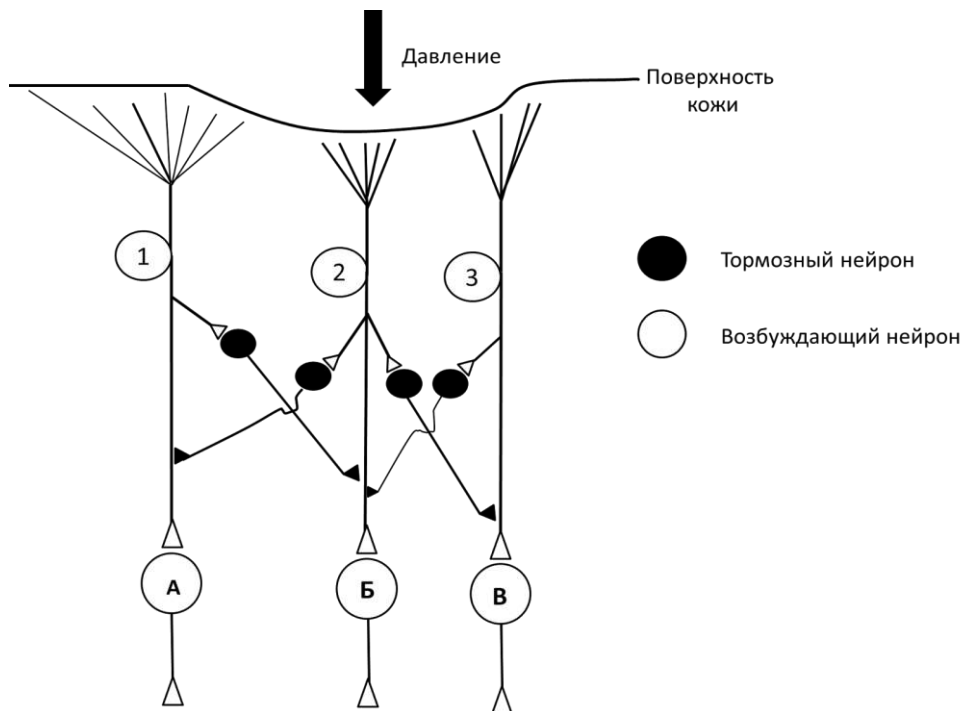 Давление
Поверхность
кожи
1
2
3
Тормозный нейрон
Возбуждающий нейрон
А
Б
В